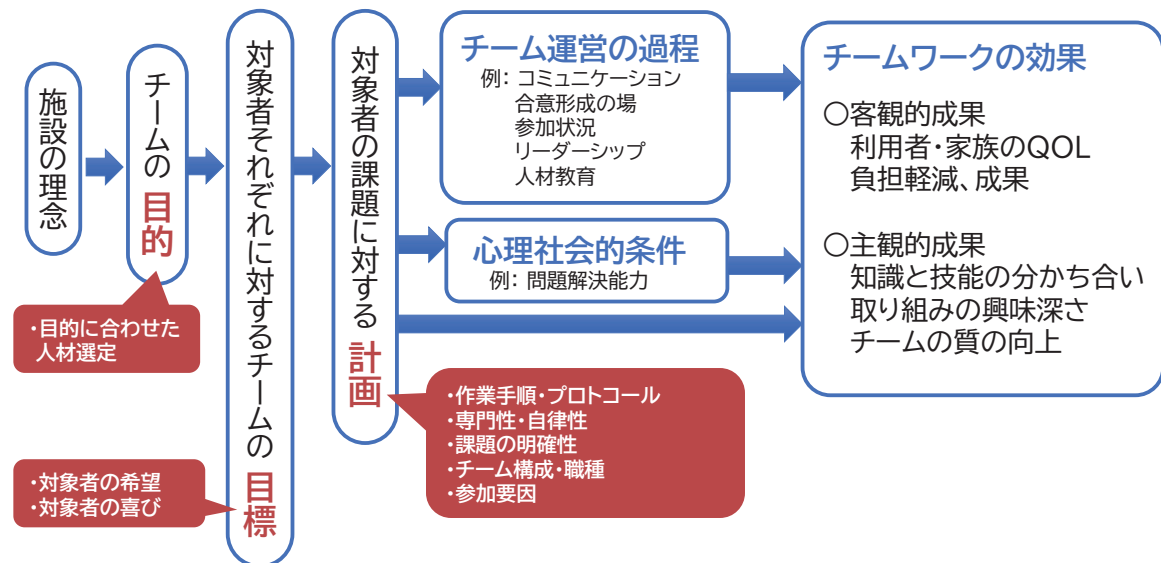 施設の理念
チームの 目的
・目的に合わせた
人材選定
対象者それぞれに対するチームの 目標
・対象者の希望
・対象者の喜び
対象者の課題に対する 計画
・作業手順・プロトコール
・専門性・自律性
・課題の明確性
・チーム構成・職種
・参加要因
チーム運営の過程
例： コミュニケーション
合意形成の場
参加状況
リーダーシップ
人材教育
心理社会的条件
例： 問題解決能力
チームワークの効果
〇客観的成果
利用者・家族のQOL
負担軽減、成果
〇主観的成果
知識と技能の分かち合い
取り組みの興味深さ
チームの質の向上